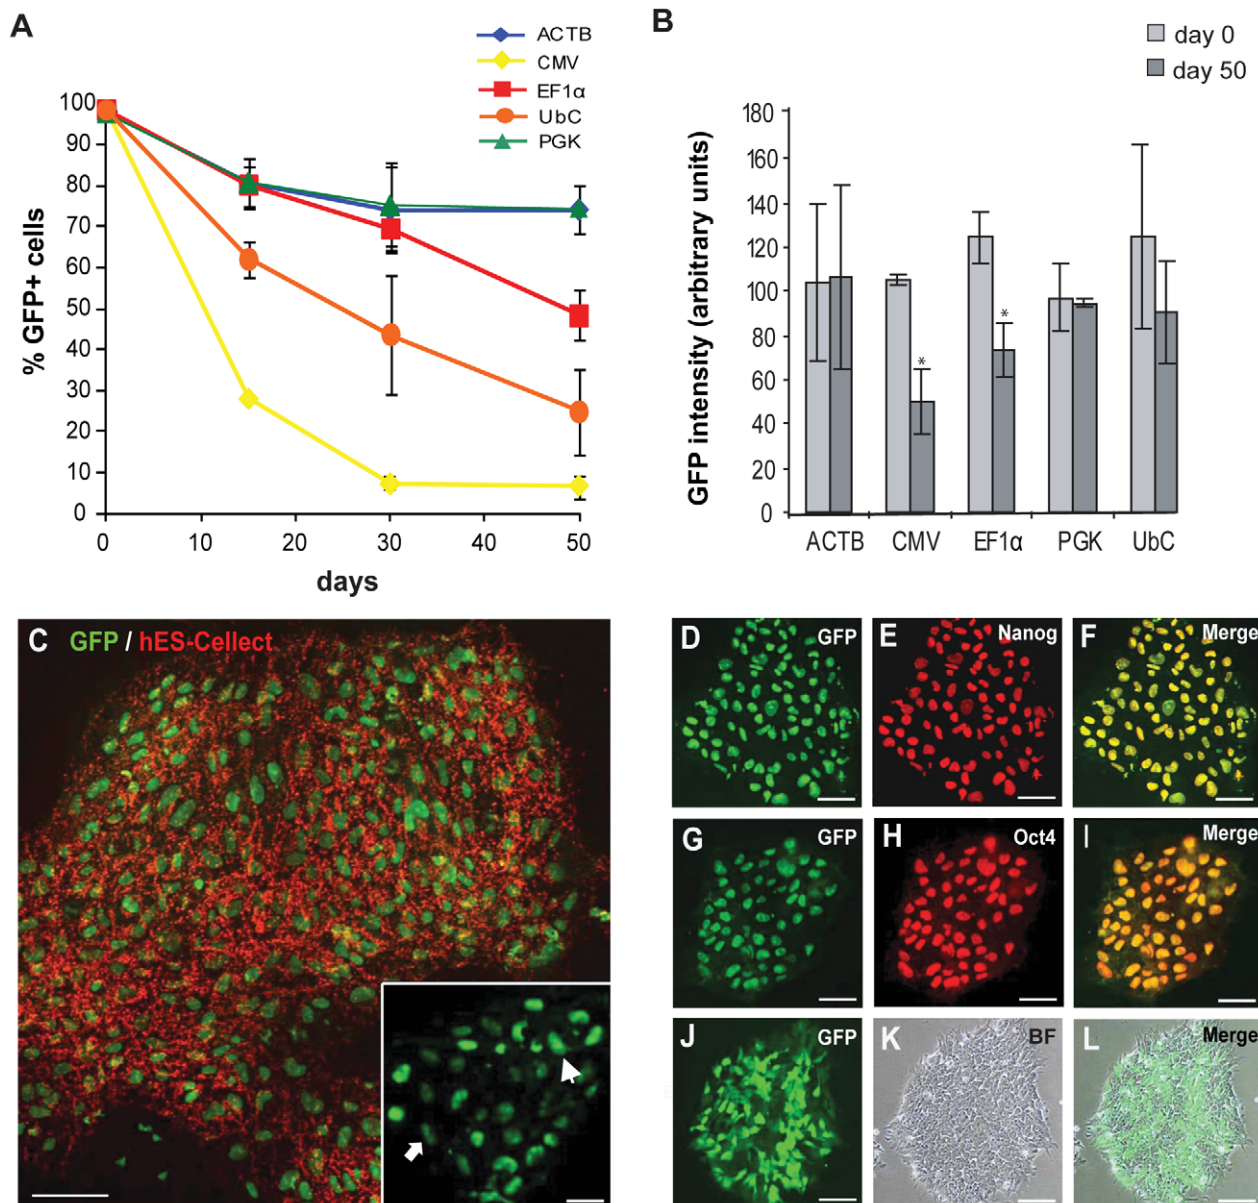 A
ACTB
CMV
EF1α
UbC
PGK
100
90
80
70
60
50
40
30
20
10
0
% GFP+ cells
0 10 20 30 40 50
days
B
day 0
day 50
180
160
140
120
100
80
60
40
20
0
GFP intensity (arbitrary units)
* *
ACTB CMV EF1α PGK UbC
C GFP / hES-Cellect
D GFP
E Nanog
F Merge
G GFP
H Oct4
I Merge
J GFP
K BF
L Merge